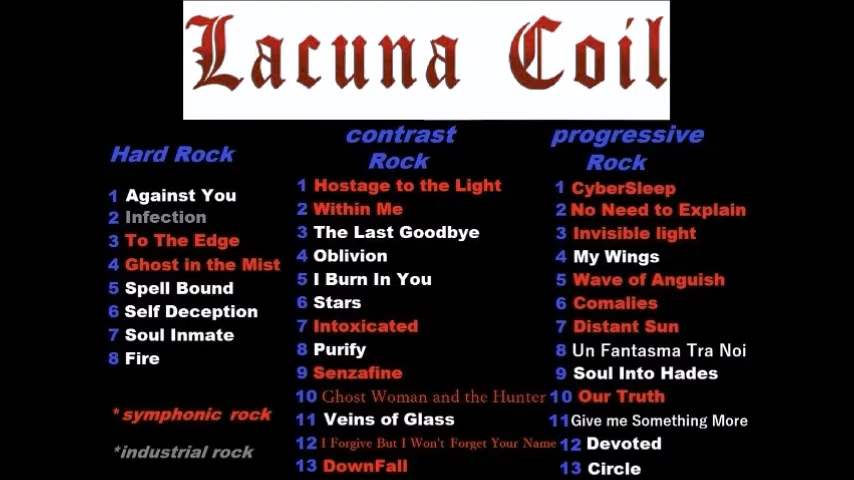 Lacuna Coil
Hard Rock
1 Against You
2 Infection
3 To The Edge
4 Ghost in the Mist
5 Spell Bound
6 Self Deception
7 Soul Inmate
8 Fire
*symphonic rock
*industrial rock
contrast
Rock
1 Hostage to the Light
2 Within Me
3 The Last Goodbye
4 Oblivion
5 I Burn In You
6 Stars
7 Intoxicated
8 Purify
9 Senzafine
10 Ghost Woman and the Hunter
11 Veins of Glass
12 I Forgive But I Won't Forget Your Name
13 DownFall
progressive
Rock
1 CyberSleep
2 No Need to Explain
3 Invisible light
4 My Wings
5 Wave of Anguish
6 Comalies
7 Distant Sun
8 Un Fantasma Tra Noi
9 Soul Into Hades
10 Our Truth
11 Give me Something More
12 Devoted
13 Circle